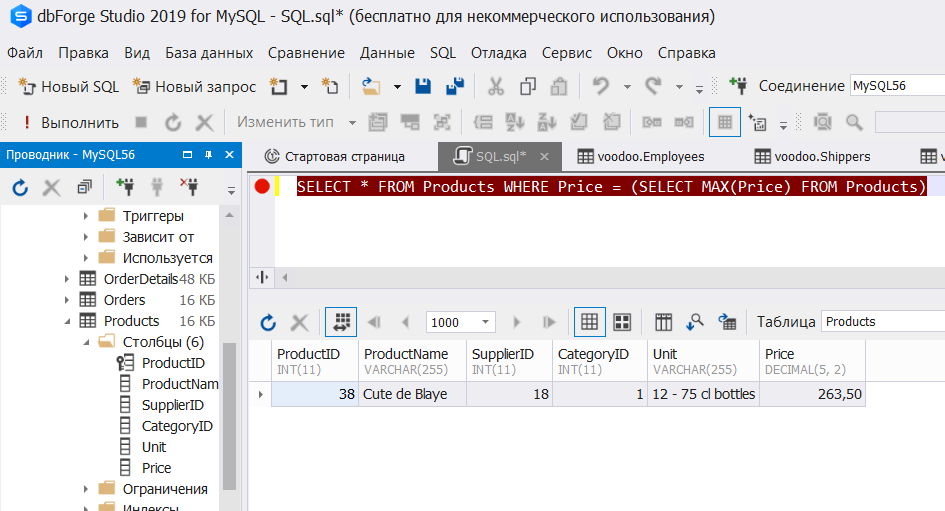 dbForge Studio 2019 for MySQL - SQL.sql* (бесплатно для некоммерческого использования)
Файл Правка Вид База данных Сравнение Данные SQL Отладка Сервис Окно Справка
Новый SQL Новый запрос Соединение MySQL56
! Выполнить Изменить тип
Проводник - MySQL56
Стартовая страница SQL.sql* voodoo.Employees voodoo.Shippers
SELECT * FROM Products WHERE Price = (SELECT MAX(Price) FROM Products)
Триггеры
Зависит от
Используется
OrderDetails 48 КБ
Orders 16 КБ
Products 16 КБ
Столбцы (6)
ProductID
ProductNam
SupplierID
CategoryID
Unit
Price
Ограничения
Индексы
1000 Таблица Products
ProductID ProductName SupplierID CategoryID Unit Price
INT(11) VARCHAR(255) INT(11) INT(11) VARCHAR(255) DECIMAL(5, 2)
38 Cute de Blaye 18 1 12 - 75 cl bottles 263,50